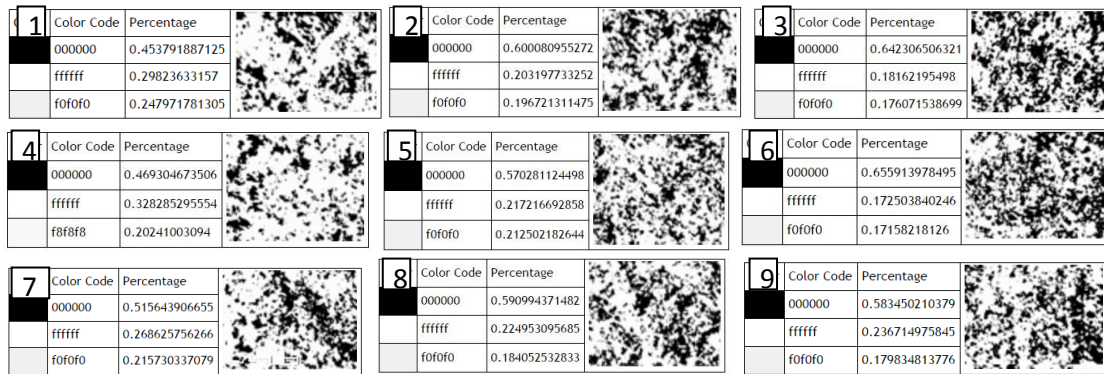 1 Color Code Percentage
000000 0.453791887125
ffffff 0.29823633157
f0f0f0 0.247971781305
2 Color Code Percentage
000000 0.600080955272
ffffff 0.203197733252
f0f0f0 0.196721311475
3 Color Code Percentage
000000 0.642306506321
ffffff 0.18162195498
f0f0f0 0.176071538699
4 Color Code Percentage
000000 0.469304673506
ffffff 0.328285295554
f8f8f8 0.20241003094
5 Color Code Percentage
000000 0.570281124498
ffffff 0.217216692858
f0f0f0 0.212502182644
6 Color Code Percentage
000000 0.655913978495
ffffff 0.172503840246
f0f0f0 0.17158218126
7 Color Code Percentage
000000 0.515643906655
ffffff 0.268625756266
f0f0f0 0.215730337079
8 Color Code Percentage
000000 0.590994371482
ffffff 0.224953095685
f0f0f0 0.184052532833
9 Color Code Percentage
000000 0.583450210379
ffffff 0.236714975845
f0f0f0 0.179834813776